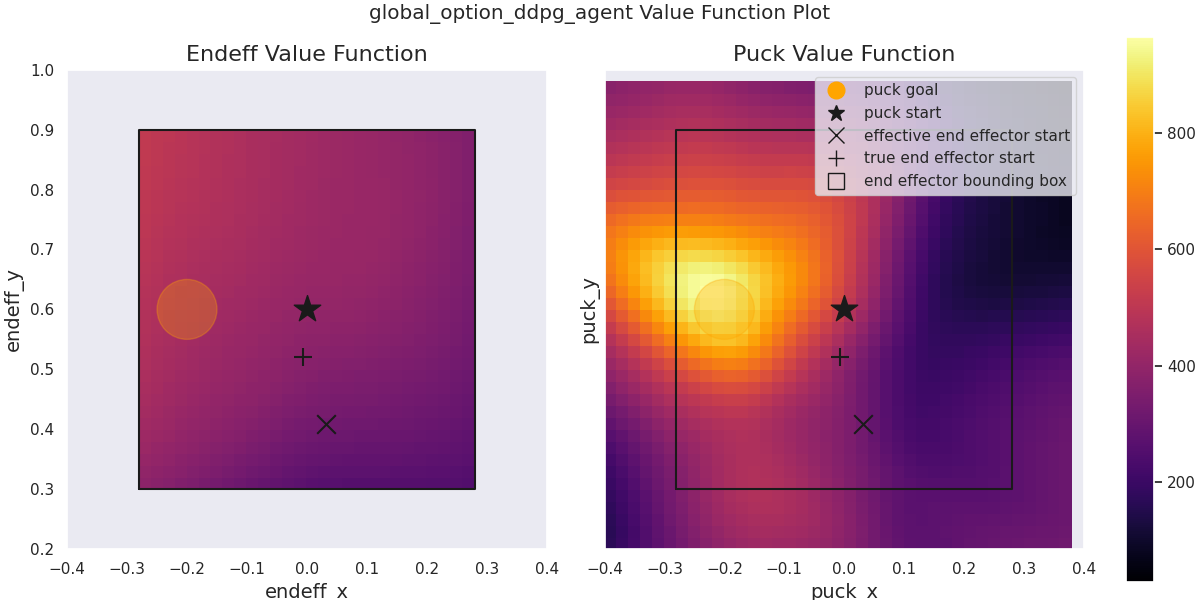 global_option_ddpg_agent Value Function Plot
Endeff Value Function
Puck Value Function
1.0
0.9
0.8
0.7
0.6
0.5
0.4
0.3
0.2
endeff_y
−0.4 −0.3 −0.2 −0.1 0.0 0.1 0.2 0.3 0.4
endeff_x
puck_y
puck goal
puck start
effective end effector start
true end effector start
end effector bounding box
−0.4 −0.3 −0.2 −0.1 0.0 0.1 0.2 0.3 0.4
puck_x
800
600
400
200